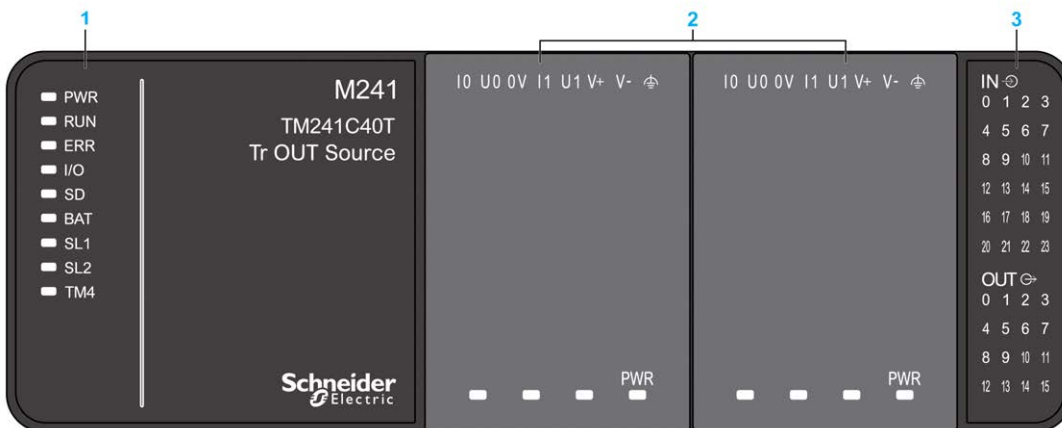 1
2
3
PWR
RUN
ERR
I/O
SD
BAT
SL1
SL2
TM4
M241
TM241C40T
Tr OUT Source
Schneider
Electric
I0 U0 0V I1 U1 V+ V-
PWR
I0 U0 0V I1 U1 V+ V-
PWR
IN
0 1 2 3
4 5 6 7
8 9 10 11
12 13 14 15
16 17 18 19
20 21 22 23
OUT
0 1 2 3
4 5 6 7
8 9 10 11
12 13 14 15